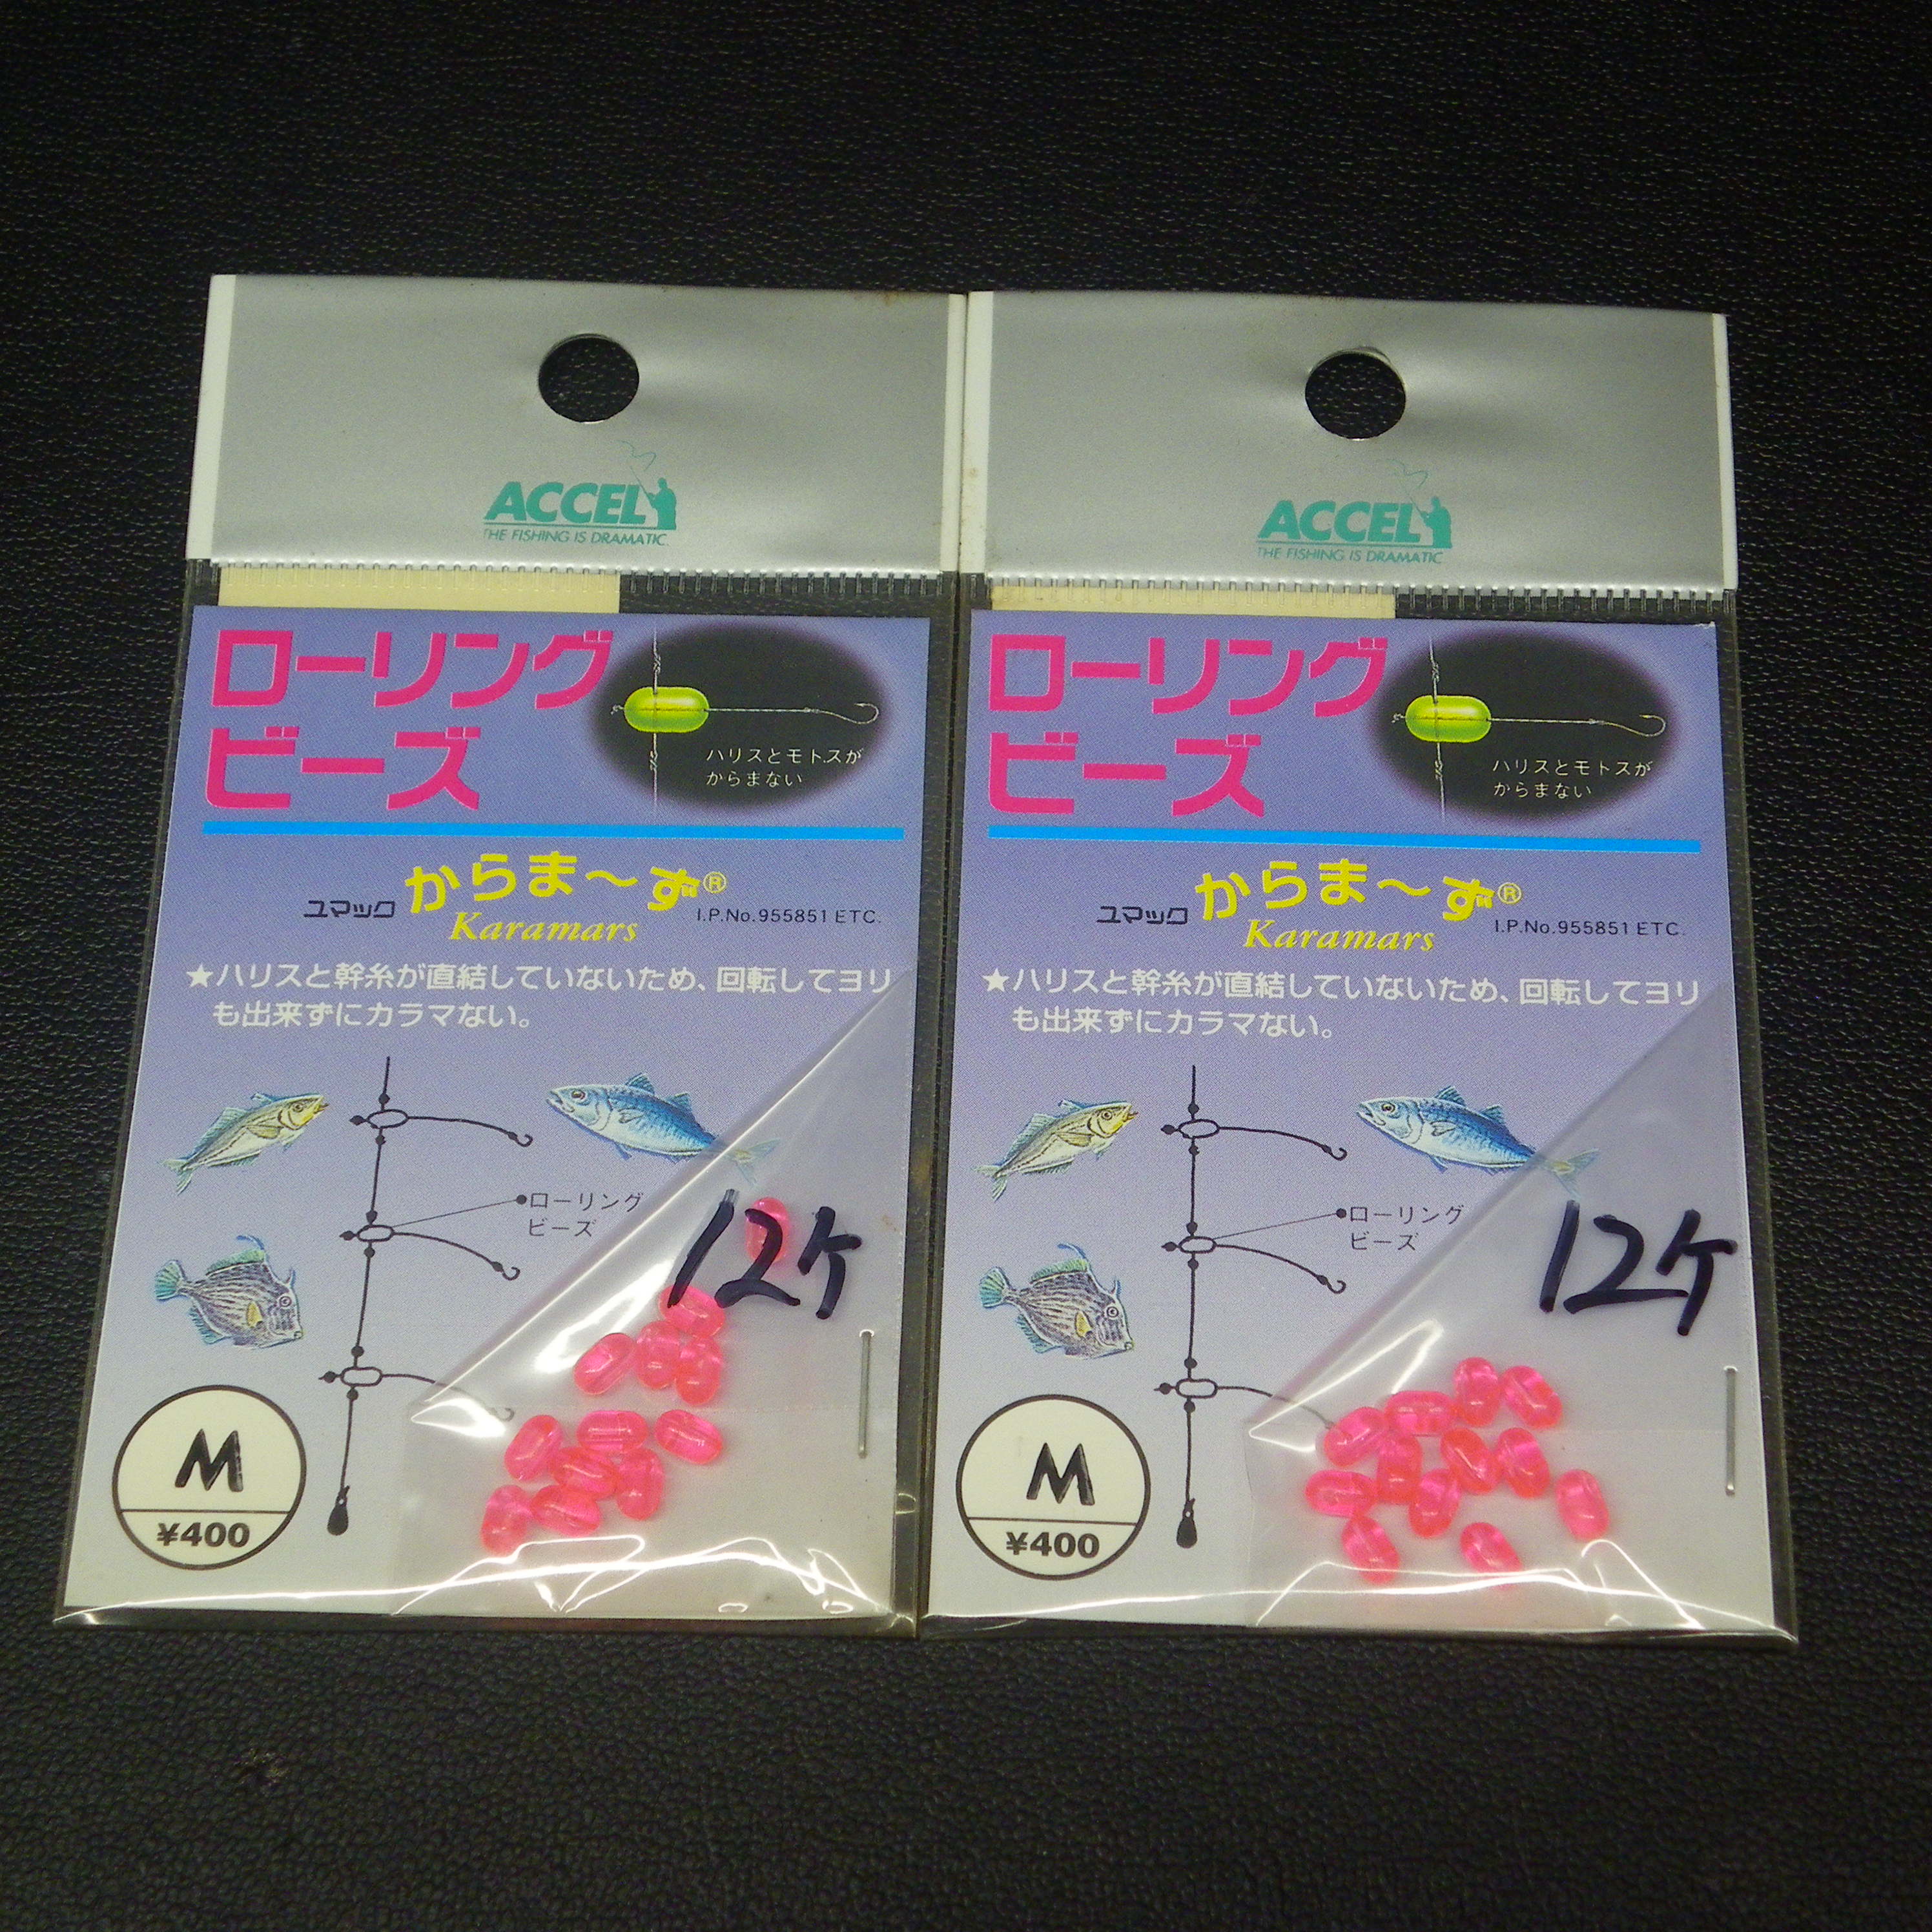 ACCEL
THE FISHING IS DRAMATIC.
ローリング
ビーズ
ハリスとモトスが
からまない
ユマック からま～ず®
Karamars I.P.No.955851 ETC.
★ハリスと幹糸が直結していないため、回転してヨリ
も出来ずにカラマない。
ローリング
ビーズ
12ケ
M
¥400
ACCEL
THE FISHING IS DRAMATIC
ローリング
ビーズ
ハリスとモトスが
からまない
ユマック からま～ず®
Karamars I.P.No.955851 ETC.
★ハリスと幹糸が直結していないため、回転してヨリ
も出来ずにカラマない。
ローリング
ビーズ
12ケ
M
¥400